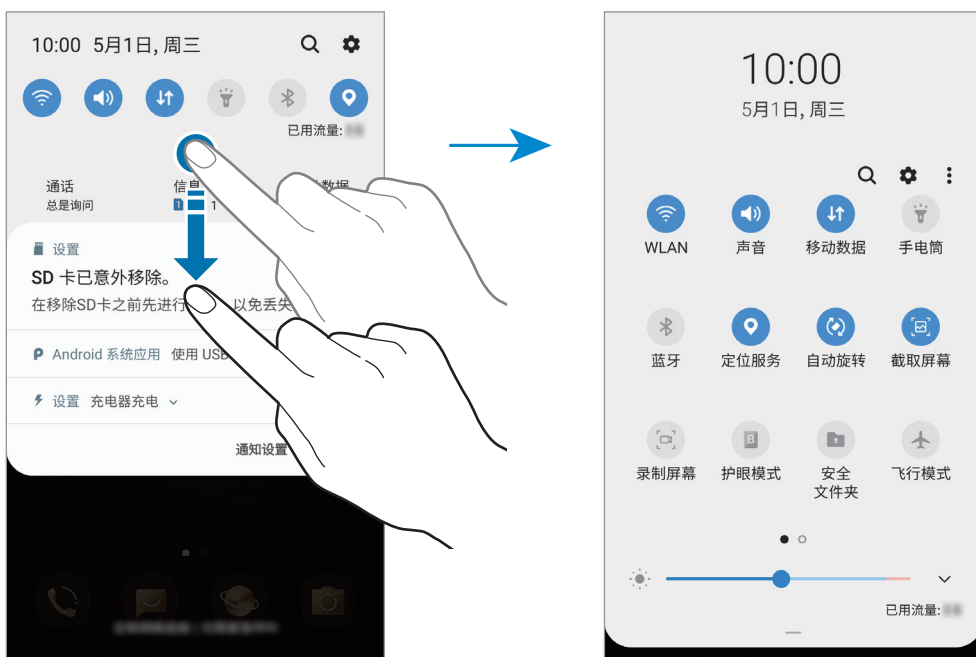 10:00 5月1日, 周三
已用流量:
通话 信息 数据
总是询问 1 1
设置
SD 卡已意外移除。
在移除SD卡之前先进行 以免丢失
Android 系统应用 使用 USB
设置 充电器充电
通知设置
10:00
5月1日, 周三
WLAN 声音 移动数据 手电筒
蓝牙 定位服务 自动旋转 截取屏幕
录制屏幕 护眼模式 安全 飞行模式
文件夹
已用流量: